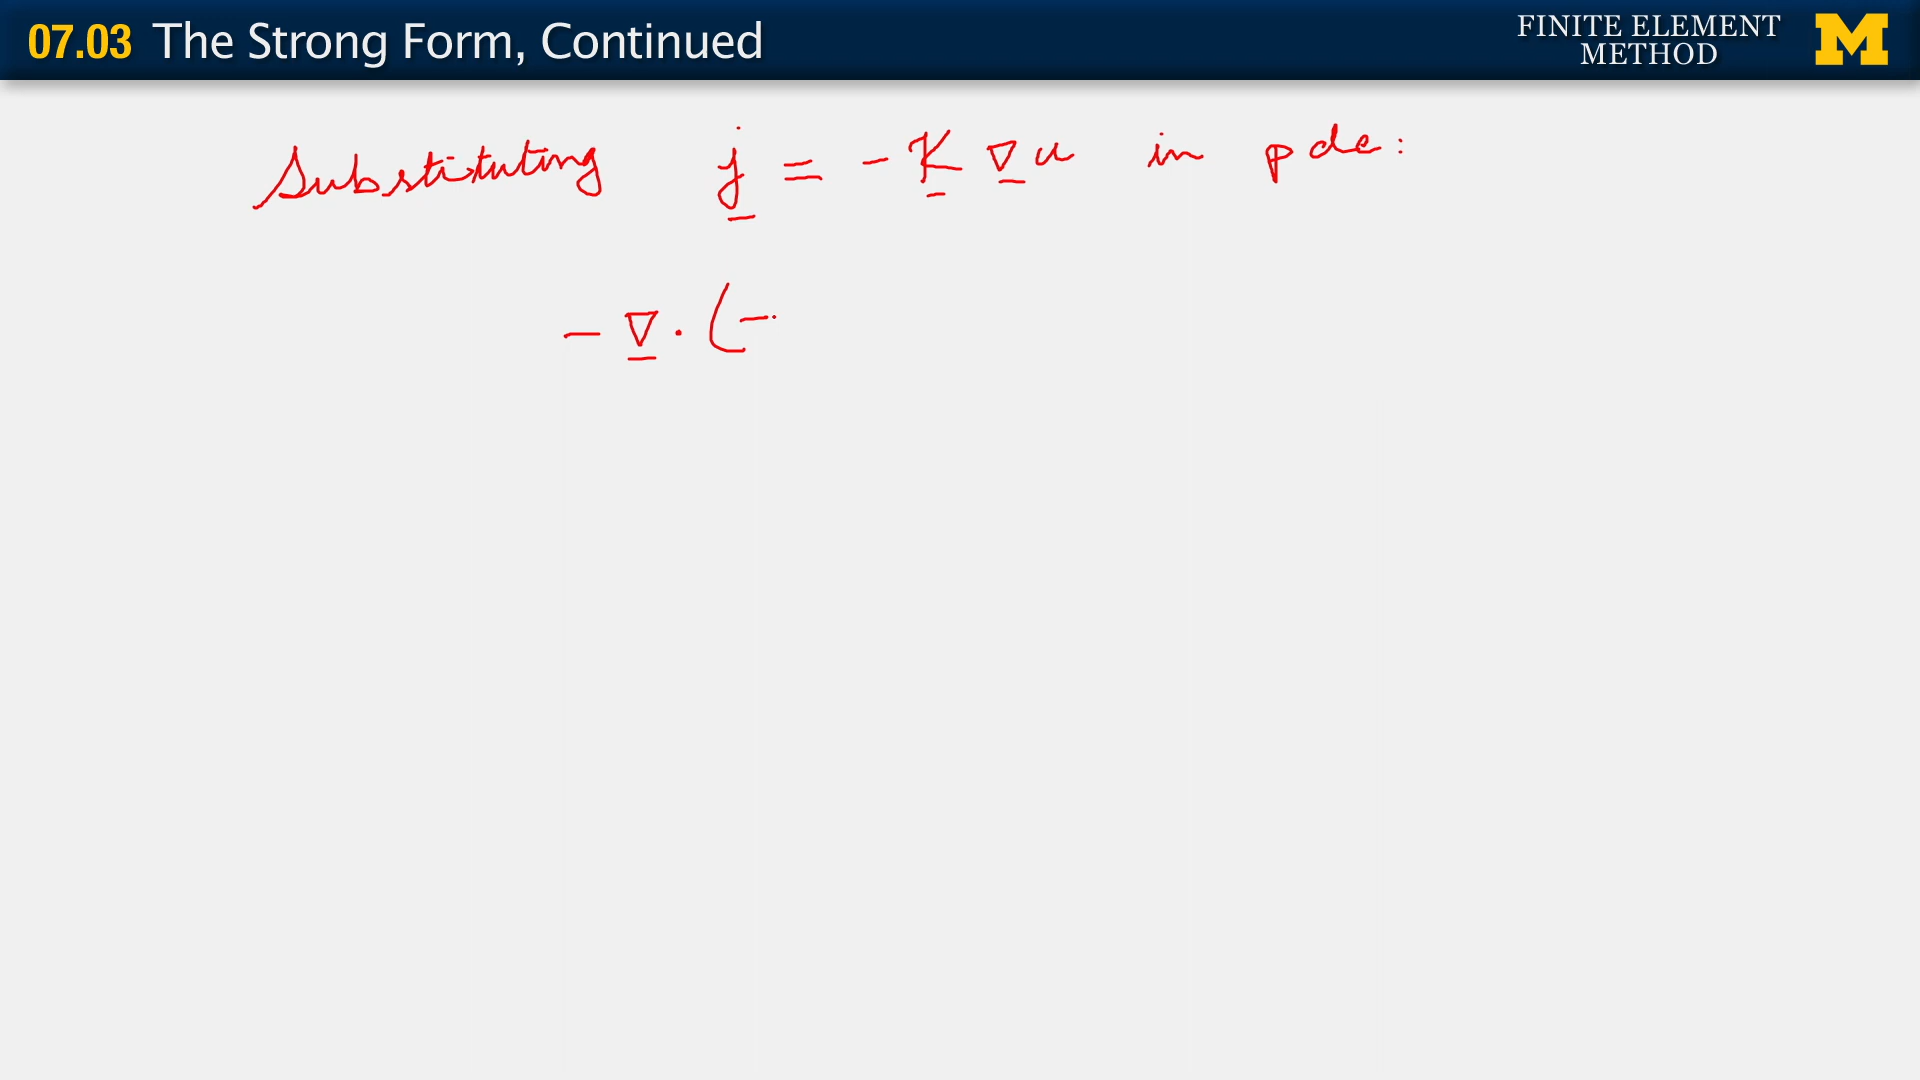 07.03 The Strong Form, Continued
FINITE ELEMENT
METHOD
M
Substituting j = - K ∇u in pde:
- ∇ · ( -